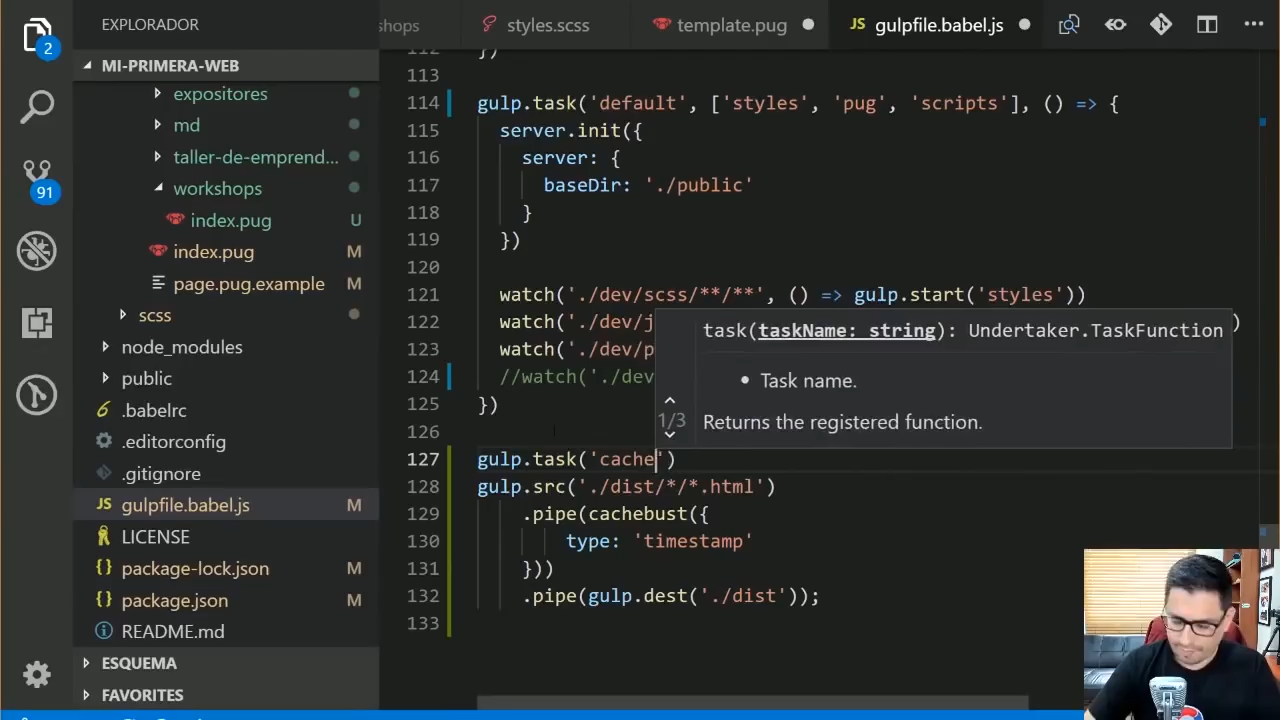 EXPLORADOR
shops
styles.scss
template.pug
JS gulpfile.babel.js
2
91
MI-PRIMERA-WEB
expositores
md
taller-de-emprend...
workshops
index.pug U
index.pug M
page.pug.example M
scss
node_modules
public
.babelrc
.editorconfig
.gitignore
JS gulpfile.babel.js M
LICENSE
{} package-lock.json M
{} package.json M
README.md
ESQUEMA
FAVORITES
112 })
113
114 gulp.task('default', ['styles', 'pug', 'scripts'], () => {
115 server.init({
116 server: {
117 baseDir: './public'
118 }
119 })
120
121 watch('./dev/scss/**/**', () => gulp.start('styles'))
122 watch('./dev/j )
123 watch('./dev/p
124 //watch('./dev
125 })
126
127 gulp.task('cache')
128 gulp.src('./dist/*/*.html')
129 .pipe(cachebust({
130 type: 'timestamp'
131 }))
132 .pipe(gulp.dest('./dist'));
133
task(taskName: string): Undertaker.TaskFunction
• Task name.
1/3
Returns the registered function.